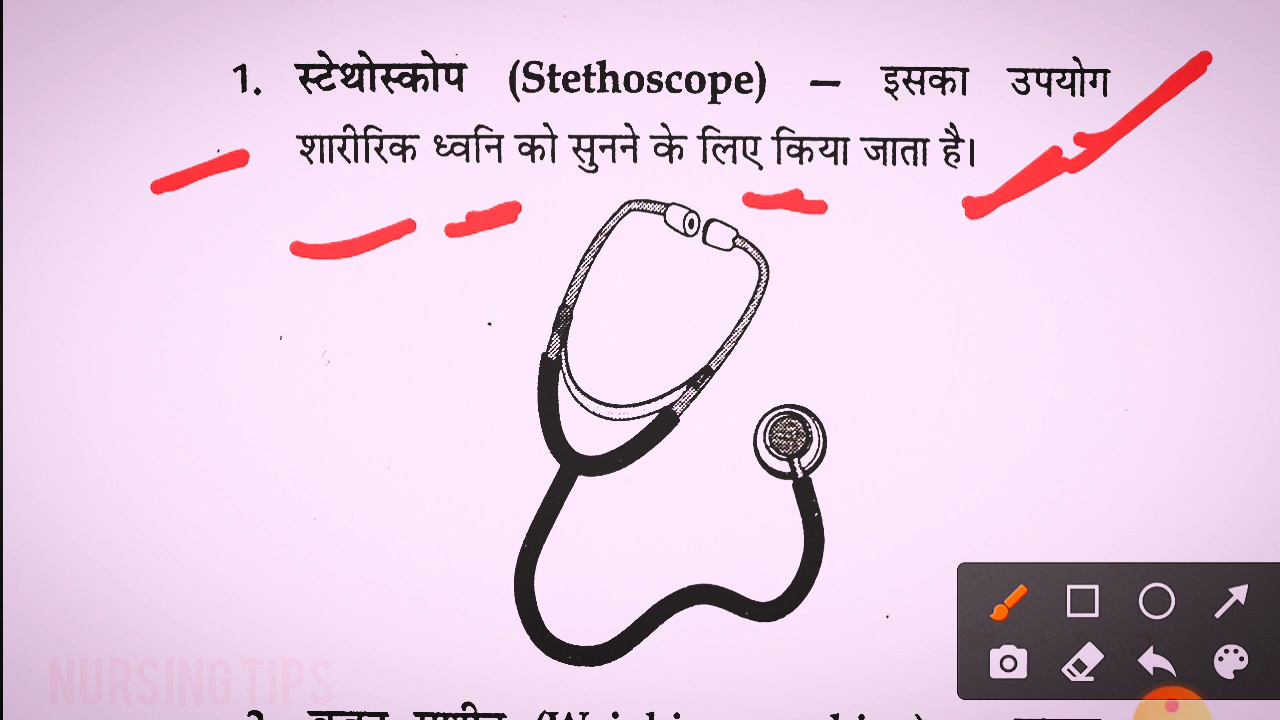 1. स्टेथोस्कोप (Stethoscope) – इसका उपयोग
शारीरिक ध्वनि को सुनने के लिए किया जाता है।
NURSING TIPS